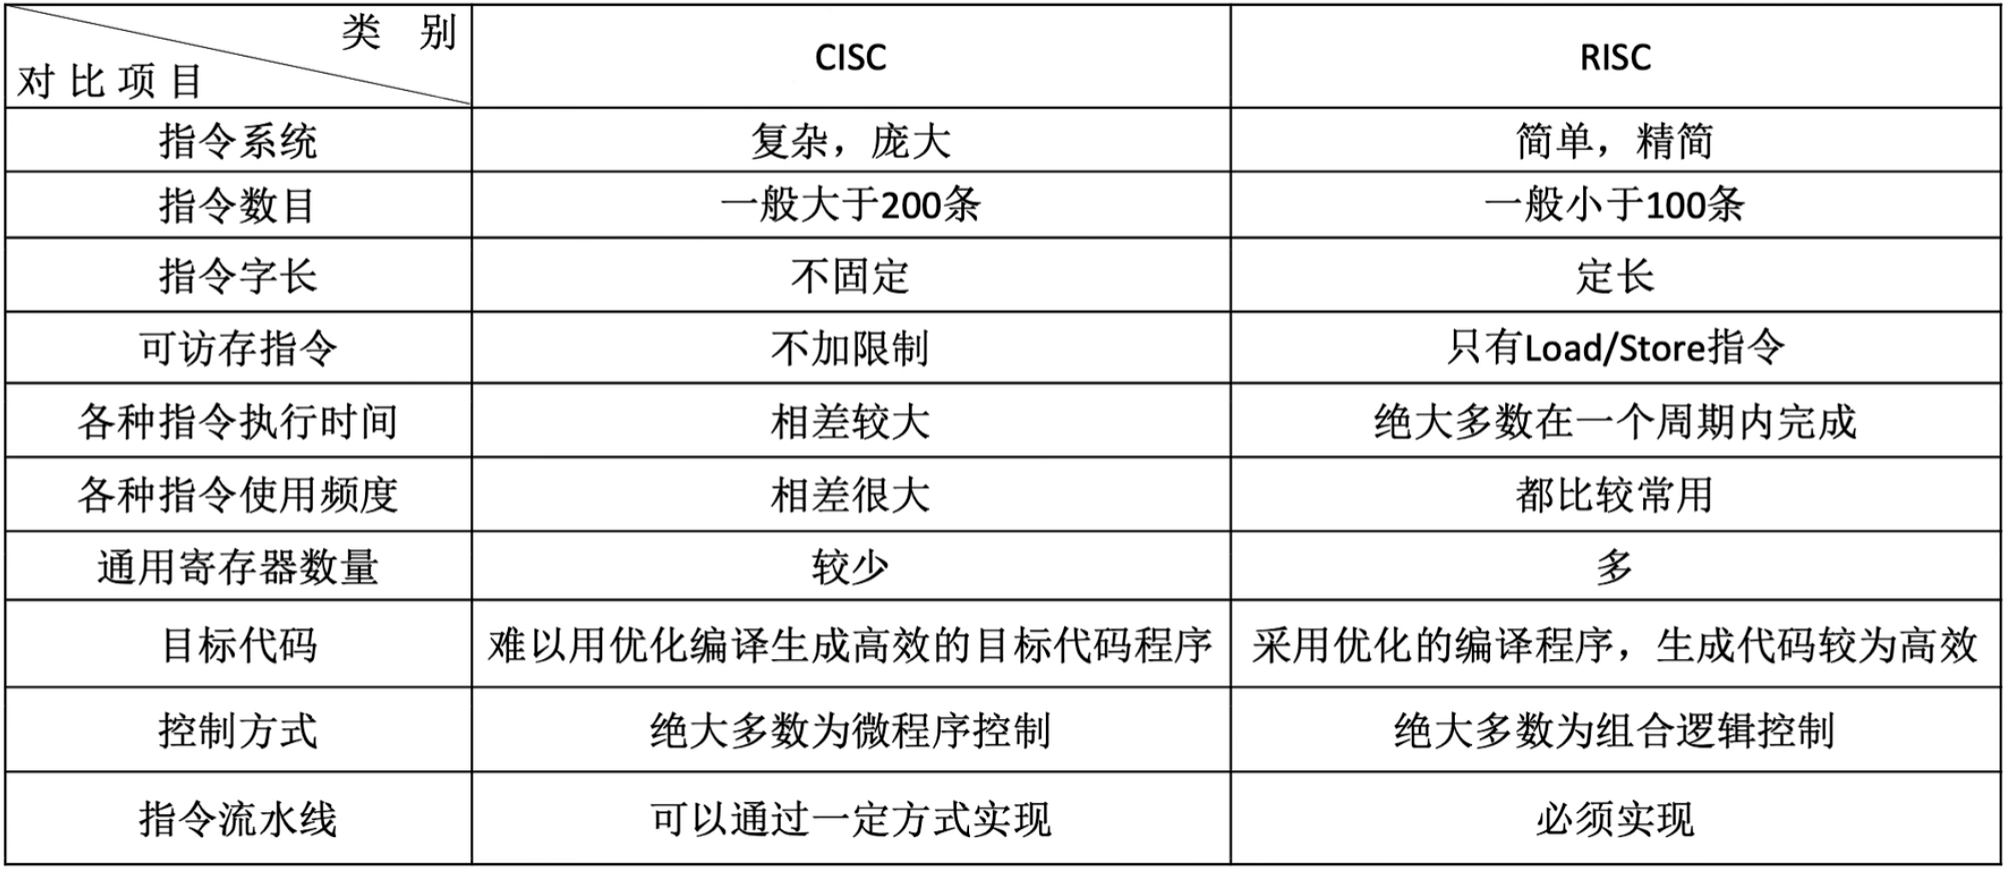 类 别
对比项目
CISC
RISC
指令系统
复杂，庞大
简单，精简
指令数目
一般大于200条
一般小于100条
指令字长
不固定
定长
可访存指令
不加限制
只有Load/Store指令
各种指令执行时间
相差较大
绝大多数在一个周期内完成
各种指令使用频度
相差很大
都比较常用
通用寄存器数量
较少
多
目标代码
难以用优化编译生成高效的目标代码程序
采用优化的编译程序，生成代码较为高效
控制方式
绝大多数为微程序控制
绝大多数为组合逻辑控制
指令流水线
可以通过一定方式实现
必须实现